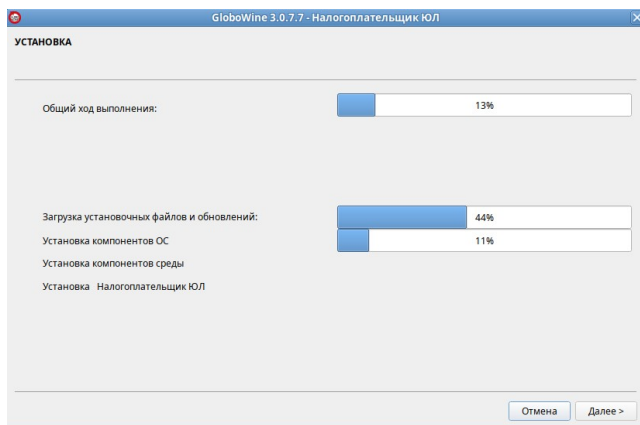 GloboWine 3.0.7.7 - Налогоплательщик ЮЛ
УСТАНОВКА
Общий ход выполнения: 13%
Загрузка установочных файлов и обновлений: 44%
Установка компонентов ОС 11%
Установка компонентов среды
Установка Налогоплательщик ЮЛ
Отмена Далее >